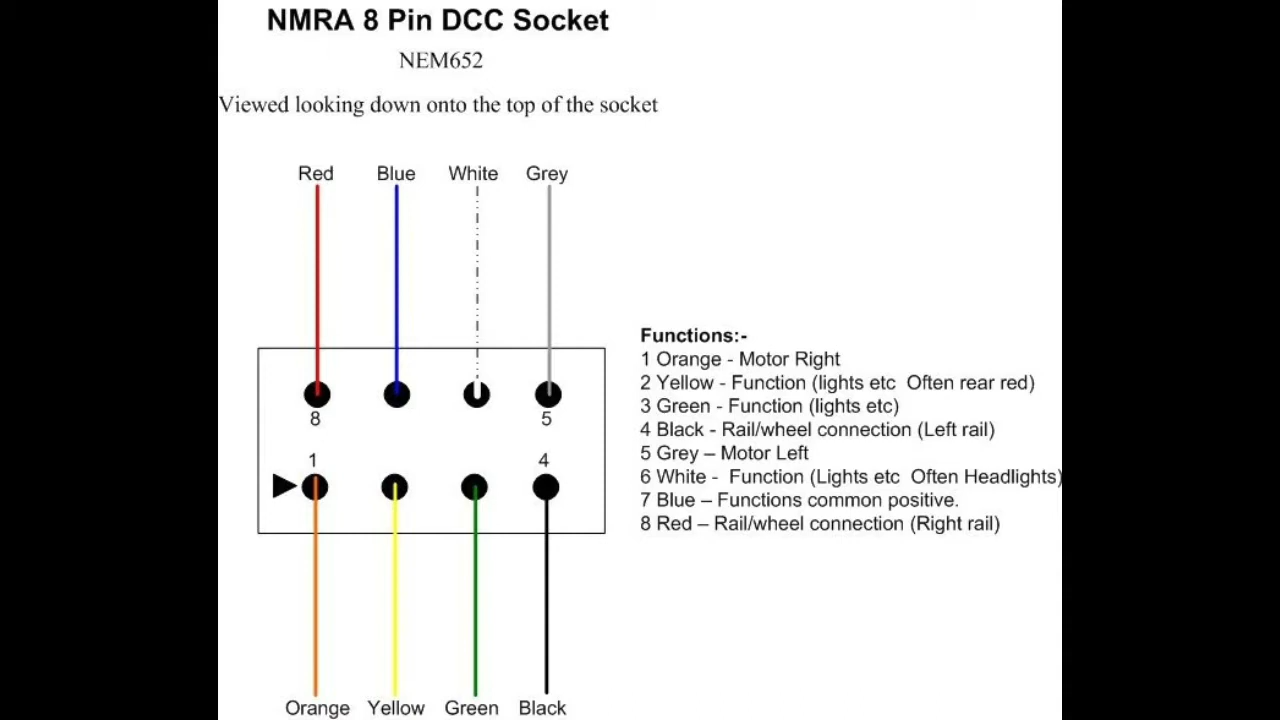 NMRA 8 Pin DCC Socket
NEM652
Viewed looking down onto the top of the socket
Red Blue White Grey
8 5
1 4
Orange Yellow Green Black
Functions:-
1 Orange - Motor Right
2 Yellow - Function (lights etc  Often rear red)
3 Green - Function (lights etc)
4 Black - Rail/wheel connection (Left rail)
5 Grey – Motor Left
6 White -  Function (Lights etc  Often Headlights)
7 Blue – Functions common positive.
8 Red – Rail/wheel connection (Right rail)